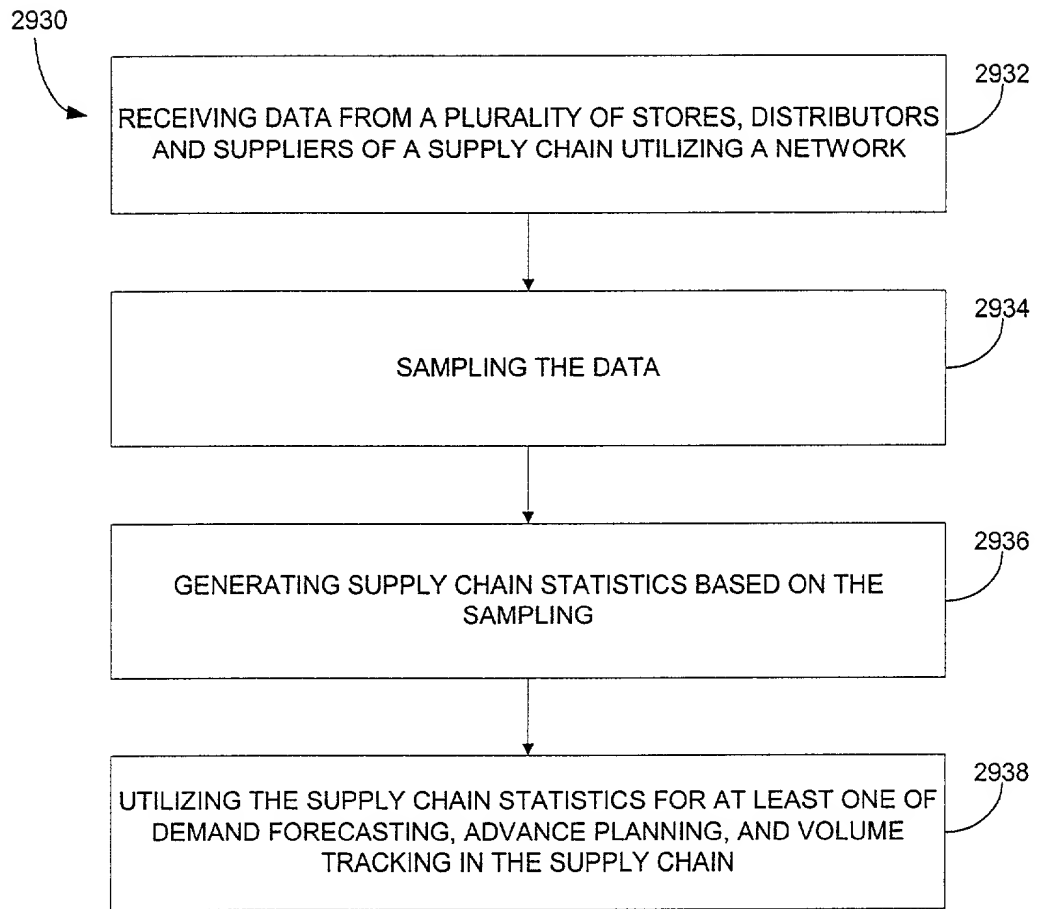 2930
2932
RECEIVING DATA FROM A PLURALITY OF STORES, DISTRIBUTORS
AND SUPPLIERS OF A SUPPLY CHAIN UTILIZING A NETWORK
2934
SAMPLING THE DATA
2936
GENERATING SUPPLY CHAIN STATISTICS BASED ON THE
SAMPLING
2938
UTILIZING THE SUPPLY CHAIN STATISTICS FOR AT LEAST ONE OF
DEMAND FORECASTING, ADVANCE PLANNING, AND VOLUME
TRACKING IN THE SUPPLY CHAIN